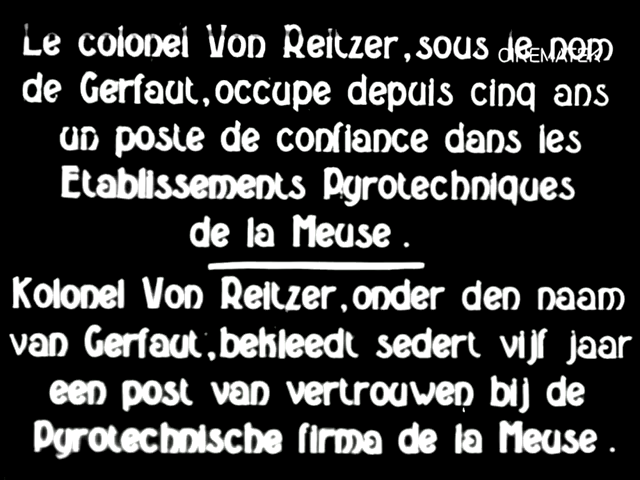 Le colonel Von Reitzer, sous le nom
CINEMATEK
de Gerfaut, occupe depuis cinq ans
un poste de confiance dans les
Etablissements Pyrotechniques
de la Meuse.
Kolonel Von Reitzer, onder den naam
van Gerfaut, bekleedt sedert vijf jaar
een post van vertrouwen bij de
Pyrotechnische firma de la Meuse.